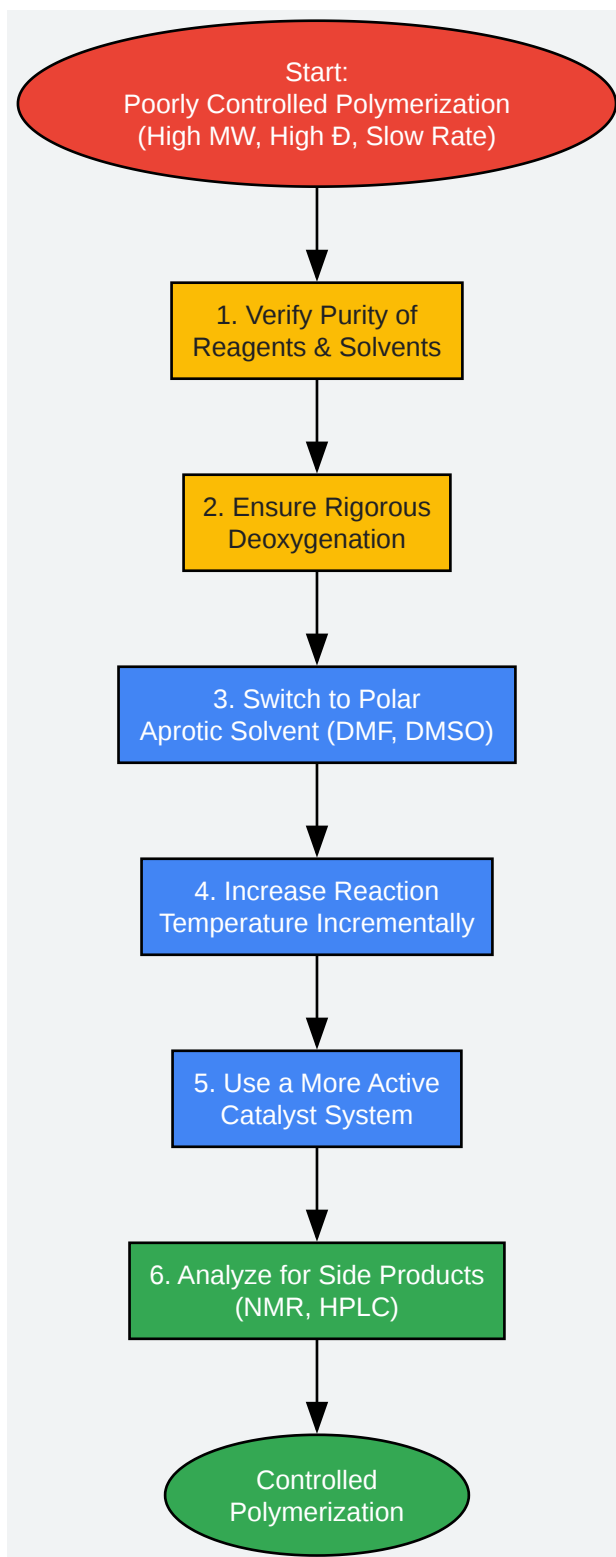 Start:
Poorly Controlled Polymerization
(High MW, High Đ, Slow Rate)
1. Verify Purity of
Reagents & Solvents
2. Ensure Rigorous
Deoxygenation
3. Switch to Polar
Aprotic Solvent (DMF, DMSO)
4. Increase Reaction
Temperature Incrementally
5. Use a More Active
Catalyst System
6. Analyze for Side Products
(NMR, HPLC)
Controlled
Polymerization